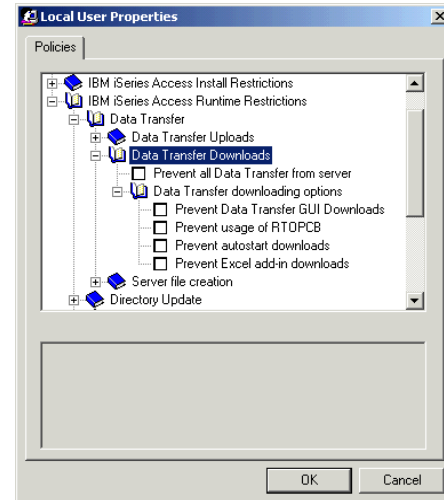 Local User Properties
Policies
IBM iSeries Access Install Restrictions
IBM iSeries Access Runtime Restrictions
Data Transfer
Data Transfer Uploads
Data Transfer Downloads
Prevent all Data Transfer from server
Data Transfer downloading options
Prevent Data Transfer GUI Downloads
Prevent usage of RTOPCB
Prevent autostart downloads
Prevent Excel add-in downloads
Server file creation
Directory Update
OK Cancel